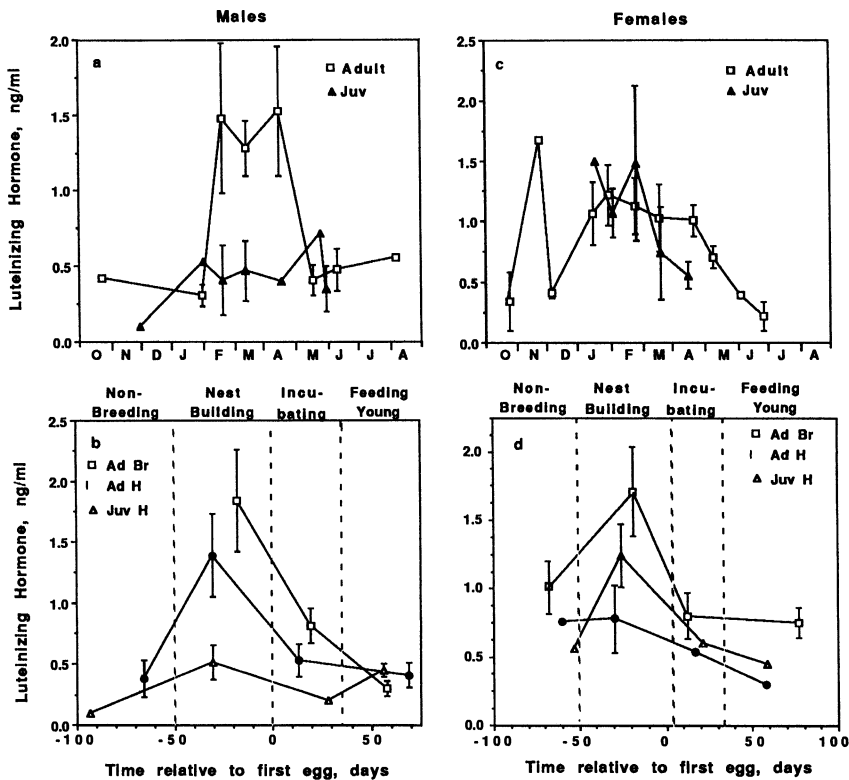 Males
Females
Luteinizing Hormone, ng/ml
2.0
1.5
1.0
0.5
0.0
a
Adult
Juv
O N D J F M A M J J A
2.5
2.0
1.5
1.0
0.5
0.0
c
Adult
Juv
O N D J F M A M J J A
Non-
Breeding
Nest
Building
Incu-
bating
Feeding
Young
Luteinizing Hormone, ng/ml
2.5
2.0
1.5
1.0
0.5
0.0
b
Ad Br
Ad H
Juv H
-100 -50 0 50
Time relative to first egg, days
Non-
Breeding
Nest
Building
Incu-
bating
Feeding
Young
2.0
1.5
1.0
0.5
0.0
d
Ad Br
Ad H
Juv H
-100 -50 0 50 100
Time relative to first egg, days